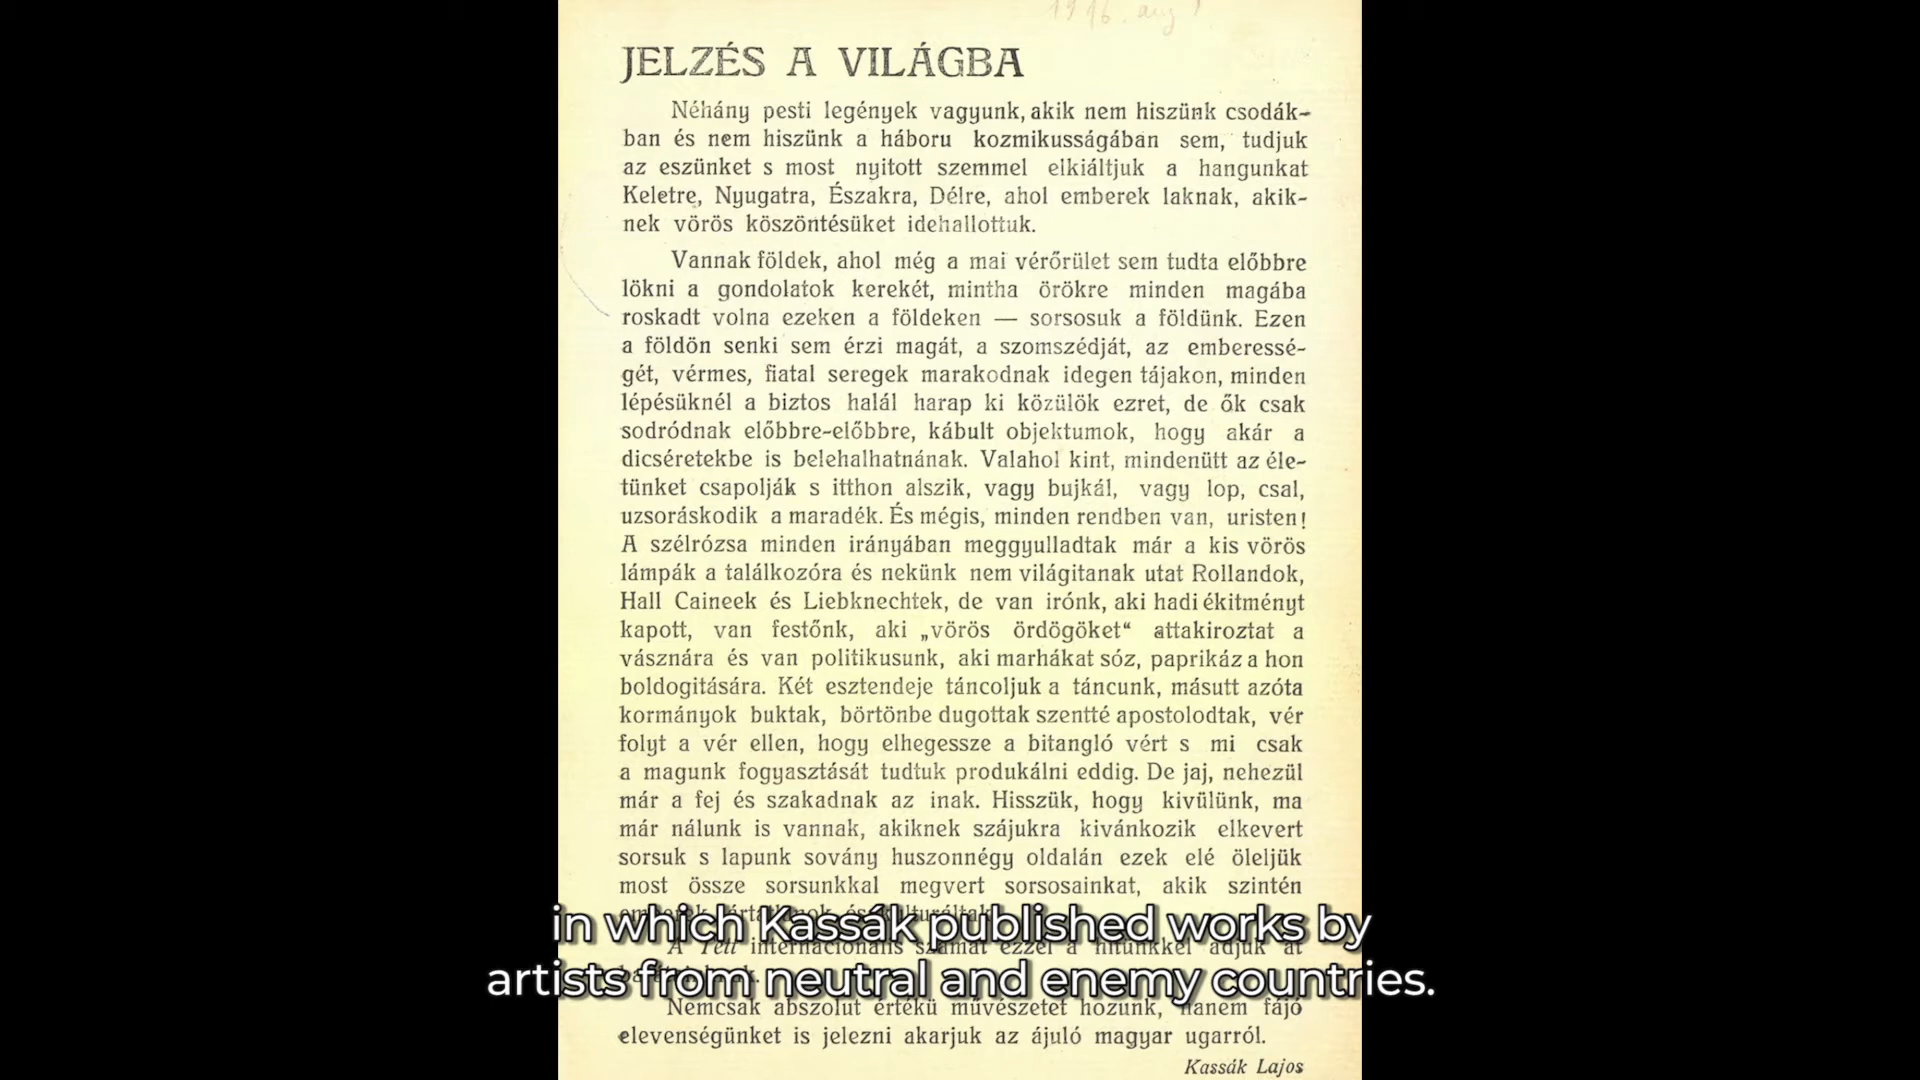 1916. aug 1
JELZÉS A VILÁGBA
Néhány pesti legények vagyunk, akik nem hiszünk csodák-
ban és nem hiszünk a háboru kozmikusságában sem, tudjuk
az eszünket s most nyitott szemmel elkiáltjuk a hangunkat
Keletre, Nyugatra, Északra, Délre, ahol emberek laknak, akik-
nek vörös köszöntésüket idehallottuk.
Vannak földek, ahol még a mai vérőrület sem tudta előbbre
lökni a gondolatok kerekét, mintha örökre minden magába
roskadt volna ezeken a földeken — sorsosuk a földünk. Ezen
a földön senki sem érzi magát, a szomszédját, az emberessé-
gét, vérmes, fiatal seregek marakodnak idegen tájakon, minden
lépésüknél a biztos halál harap ki közülök ezret, de ők csak
sodródnak előbbre-előbbre, kábult objektumok, hogy akár a
dicséretekbe is belehalhatnának. Valahol kint, mindenütt az éle-
tünket csapolják s itthon alszik, vagy bujkál, vagy lop, csal,
uzsoráskodik a maradék. És mégis, minden rendben van, uristen!
A szélrózsa minden irányában meggyulladtak már a kis vörös
lámpák a találkozóra és nekünk nem világitanak utat Rollandok,
Hall Caineek és Liebknechtek, de van irónk, aki hadiékitményt
kapott, van festőnk, aki „vörös ördögöket“ attakiroztat a
vásznára és van politikusunk, aki marhákat sóz, paprikáz a hon
boldogitására. Két esztendeje táncoljuk a táncunk, másutt azóta
kormányok buktak, börtönbe dugottak szentté apostolodtak, vér
folyt a vér ellen, hogy elhegessze a bitangló vért s mi csak
a magunk fogyasztását tudtuk produkálni eddig. De jaj, nehezül
már a fej és szakadnak az inak. Hisszük, hogy kivülünk, ma
már nálunk is vannak, akiknek szájukra kivánkozik elkevert
sorsuk s lapunk sovány huszonnégy oldalán ezek elé öleljük
most össze sorsunkkal megvert sorsosainkat, akik szintén
in which Kassák published works by
A Tett internacionális számát ezzel a hitünkkel adjuk át
artists from neutral and enemy countries.
Nemcsak abszolut értékü művészetet hozunk, hanem fájó
elevenségünket is jelezni akarjuk az ájuló magyar ugarról.
Kassák Lajos